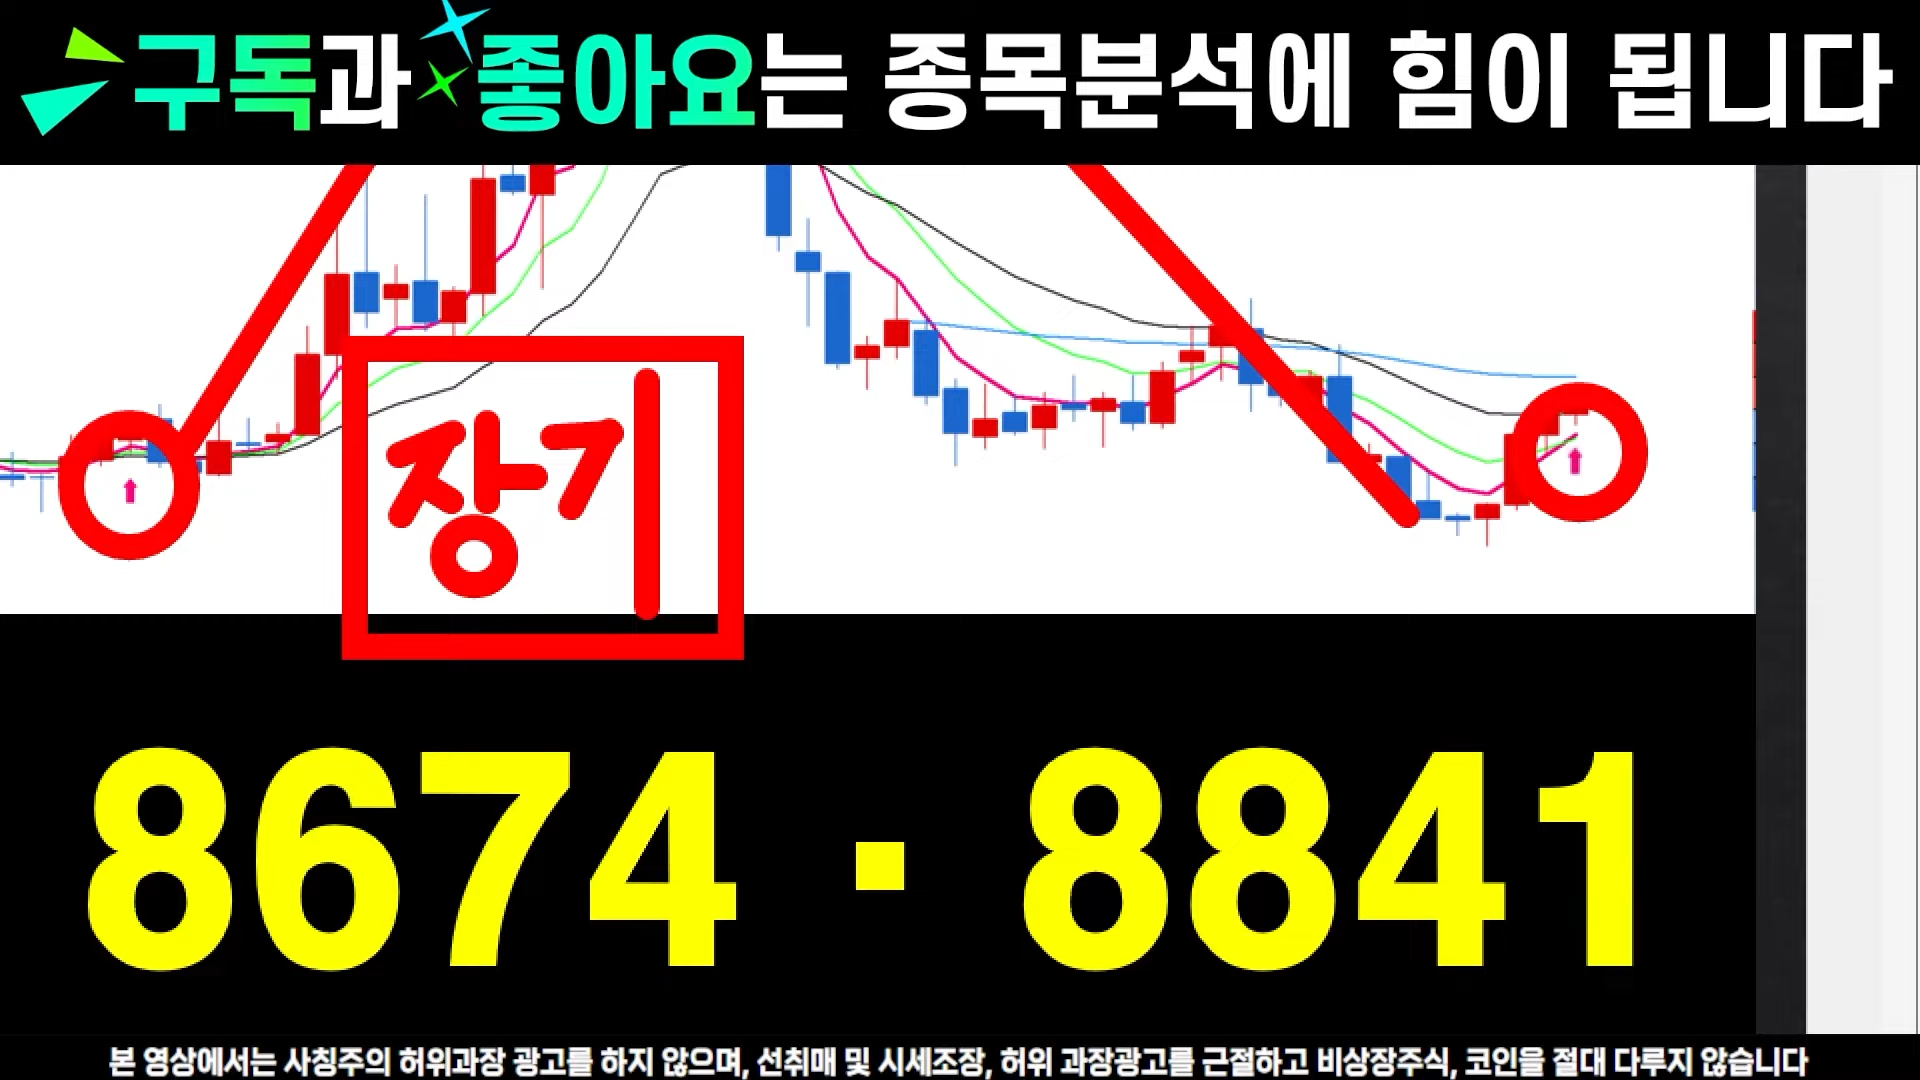 구독과 좋아요는 종목분석에 힘이 됩니다
장기
8674 · 8841
본 영상에서는 사칭주의 허위과장 광고를 하지 않으며, 선취매 및 시세조장, 허위 과장광고를 근절하고 비상장주식, 코인을 절대 다루지 않습니다